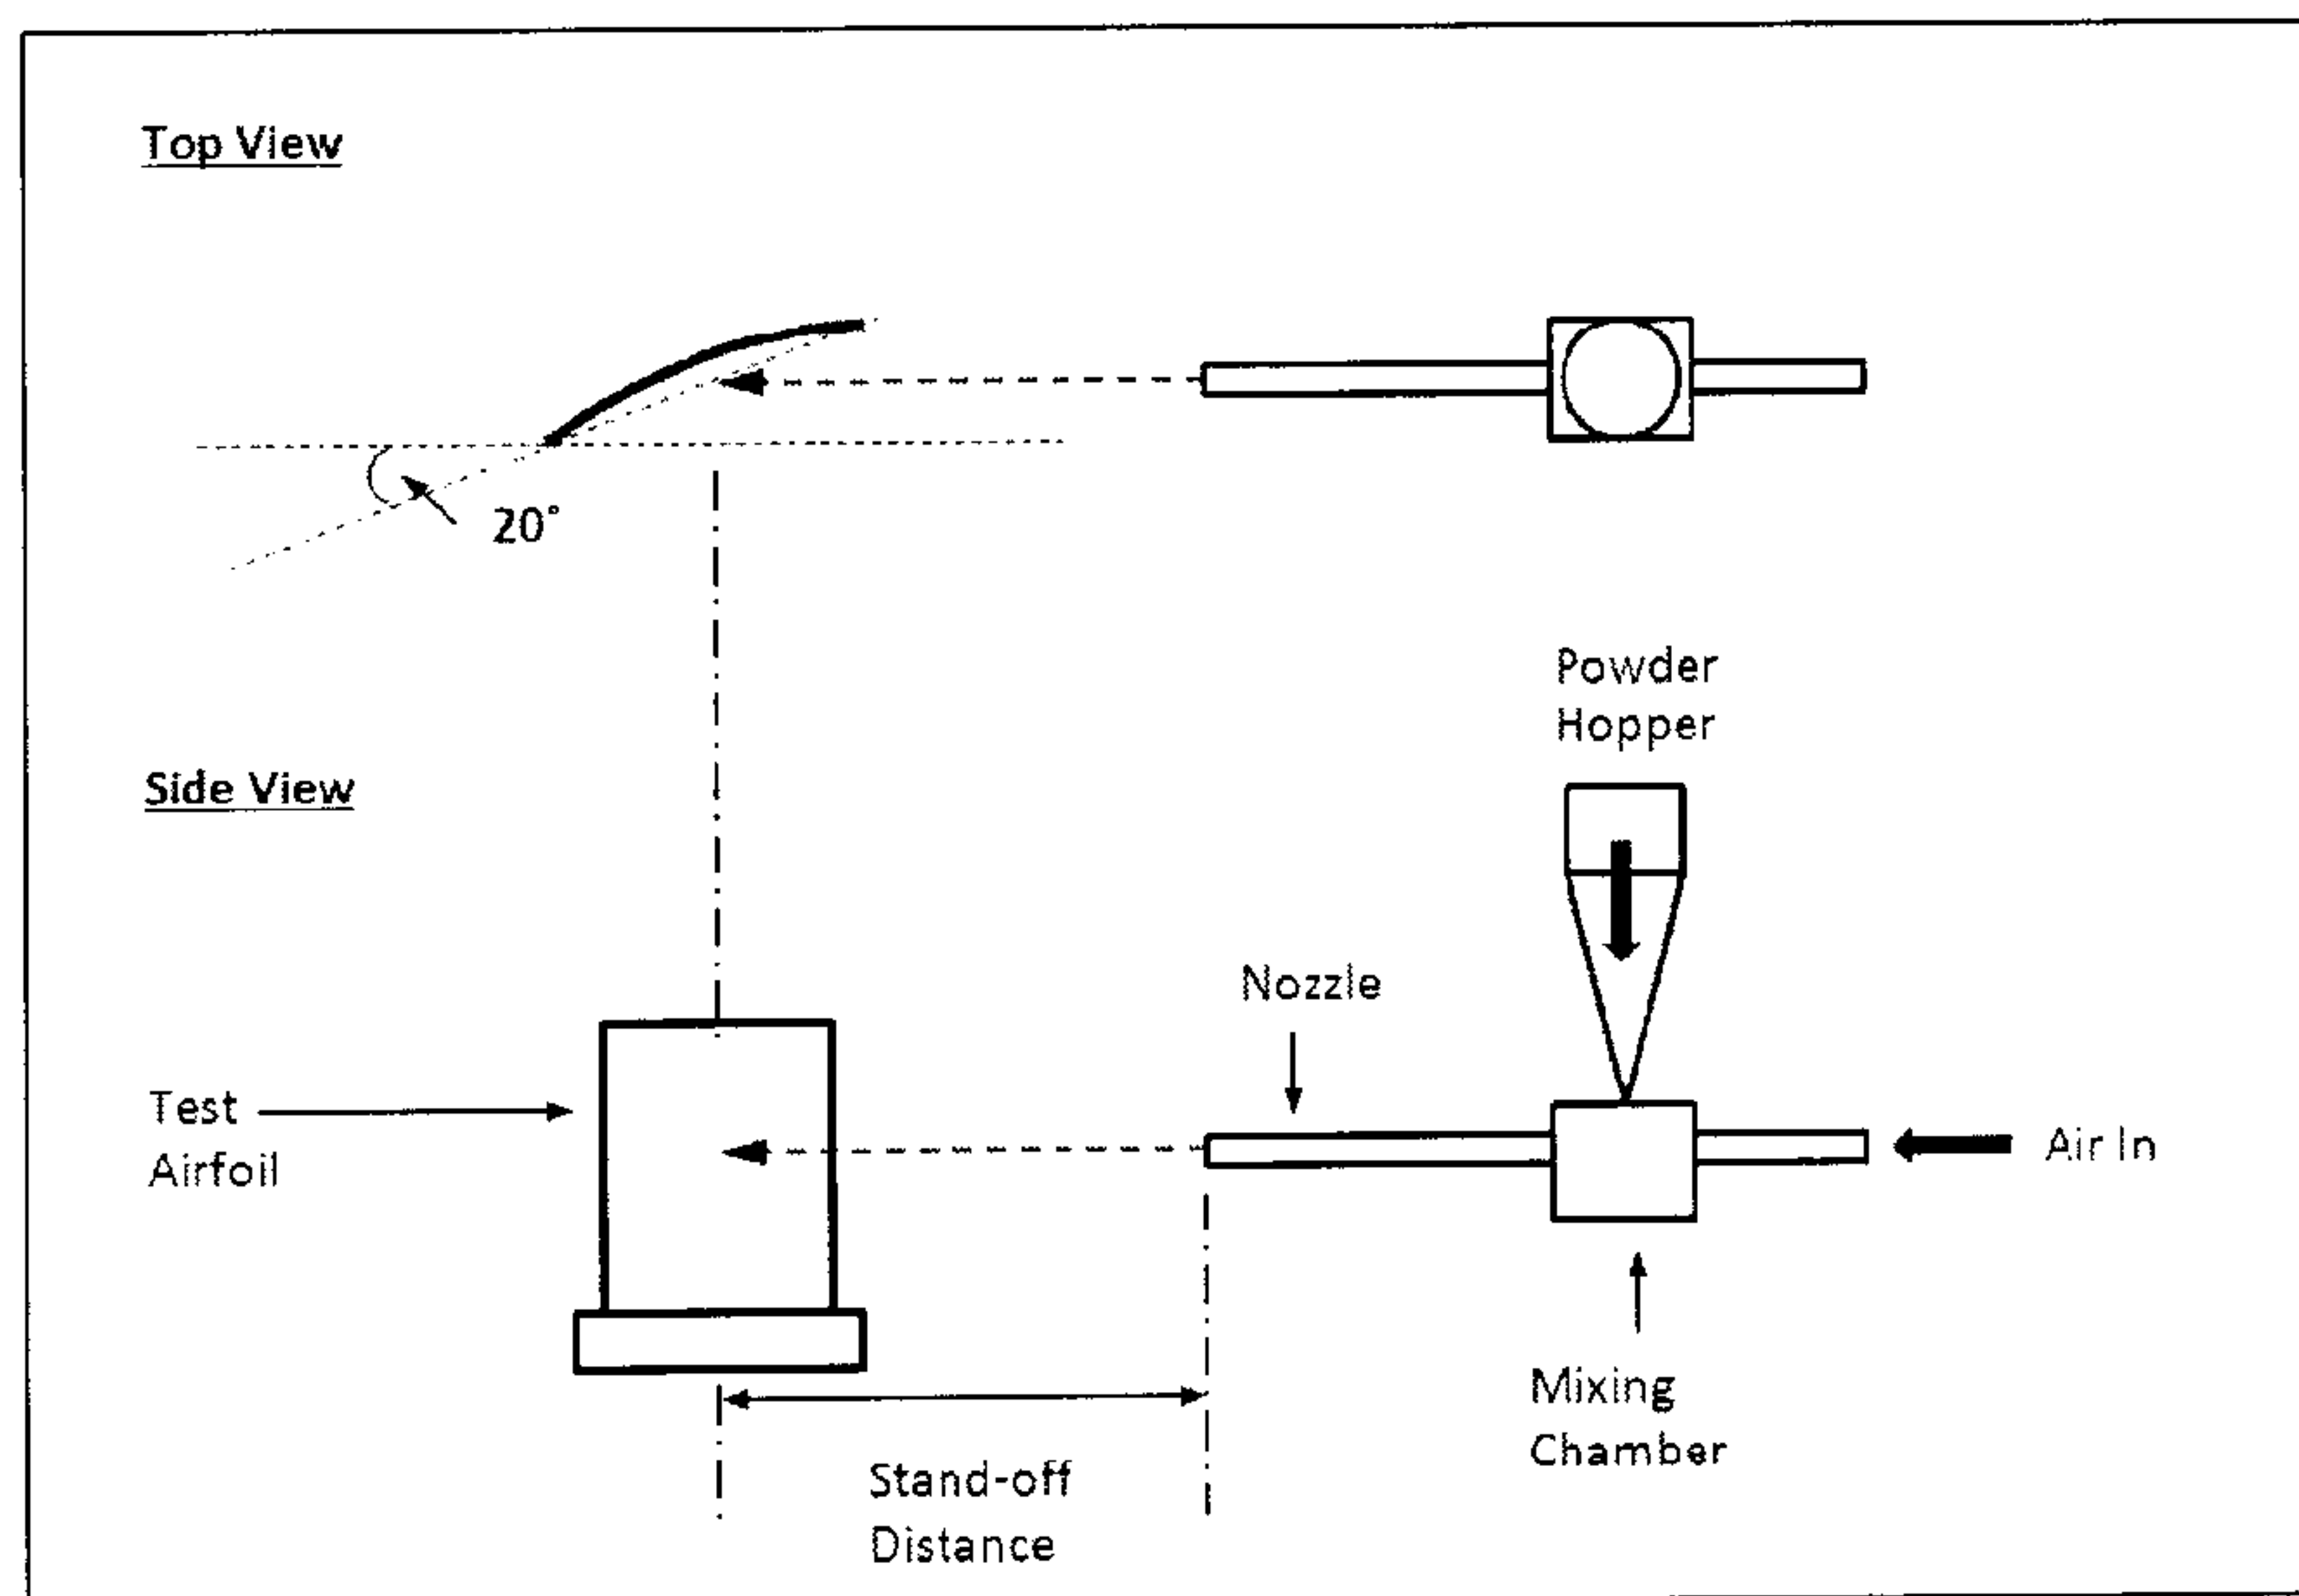 Top View
20°
Powder
Hopper
Side View
Nozzle
Test
Airfoil
Air In
Mixing
Chamber
Stand-off
Distance